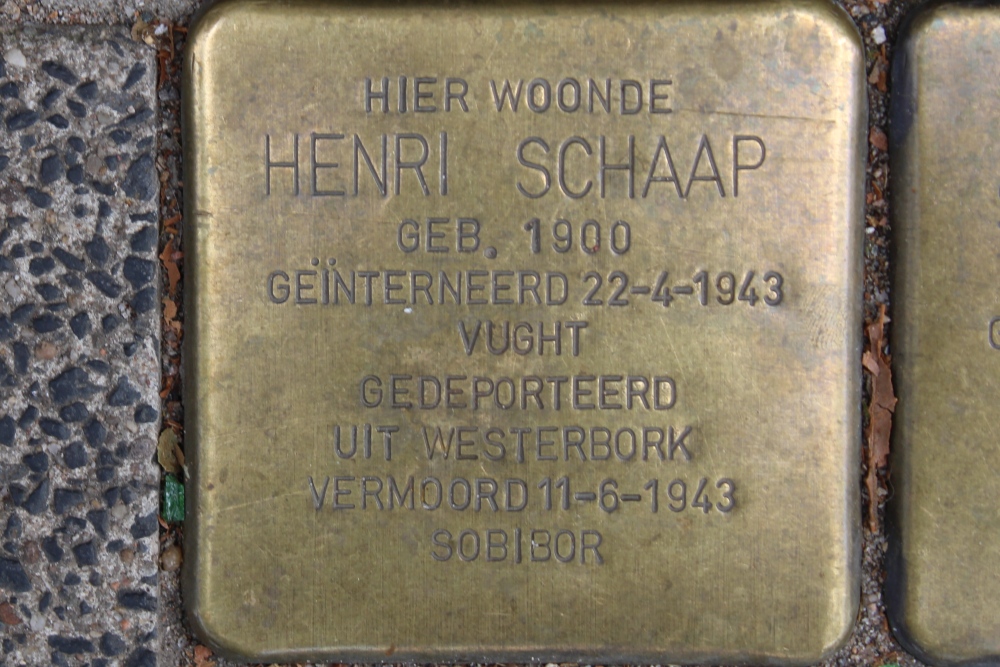 HIER WOONDE
HENRI SCHAAP
GEB. 1900
GEÏNTERNEERD 22-4-1943
VUGHT
GEDEPORTEERD
UIT WESTERBORK
VERMOORD 11-6-1943
SOBIBOR